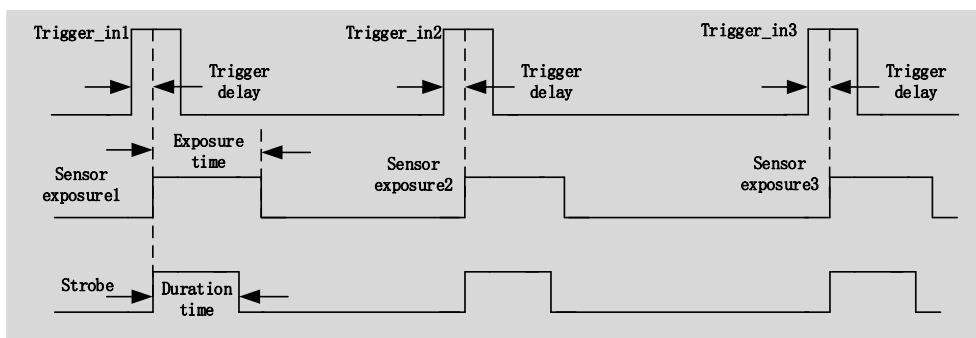 Trigger_in1
Trigger_in2
Trigger_in3
Trigger
delay
Trigger
delay
Trigger
delay
Exposure
time
Sensor
exposure1
Sensor
exposure2
Sensor
exposure3
Strobe
Duration
time